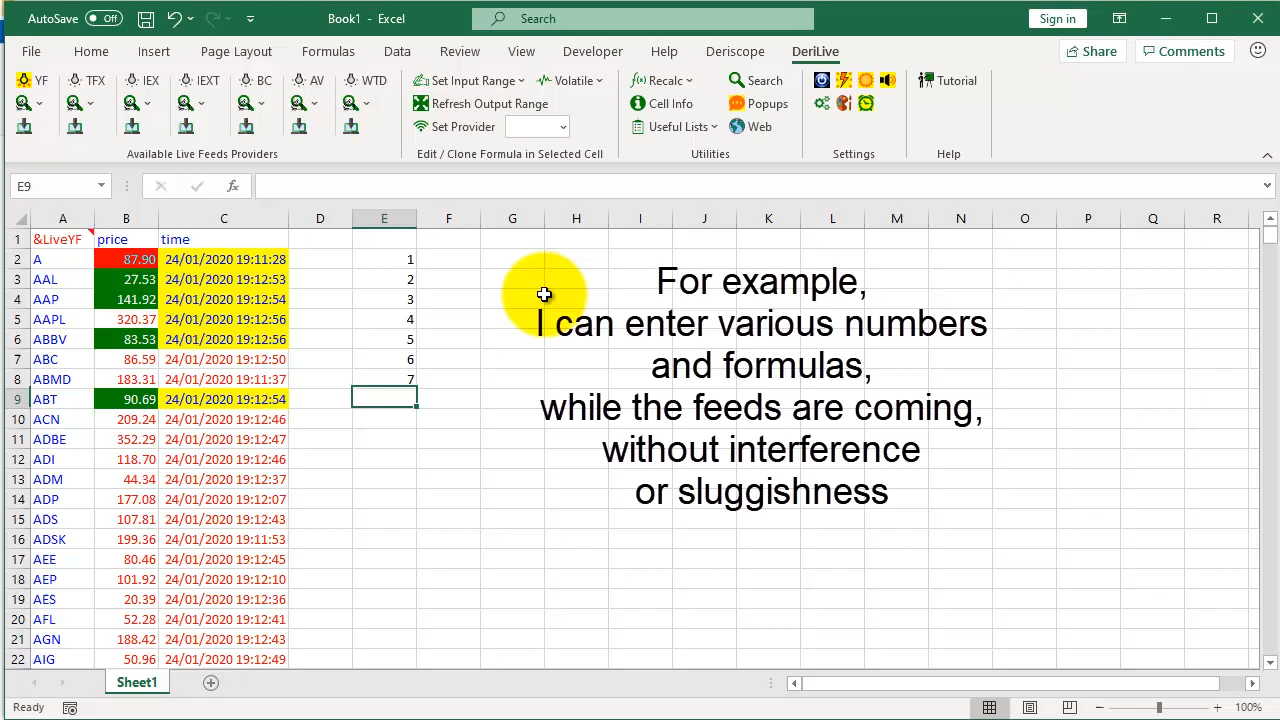 AutoSave Off Book1 - Excel Search Sign in
File Home Insert Page Layout Formulas Data Review View Developer Help Deriscope DeriLive Share Comments
YF TFX IEX IEXT BC AV WTD Set Input Range Volatile Recalc Search Tutorial
Refresh Output Range Cell Info Popups
Set Provider Useful Lists Web
Available Live Feeds Providers Edit / Clone Formula in Selected Cell Utilities Settings Help
E9 fx
A B C D E F G H I J K L M N O P Q R
1 &LiveYF price time
2 A 87.90 24/01/2020 19:11:28 1
3 AAL 27.53 24/01/2020 19:12:53 2
4 AAP 141.92 24/01/2020 19:12:54 3
5 AAPL 320.37 24/01/2020 19:12:56 4
6 ABBV 83.53 24/01/2020 19:12:56 5
7 ABC 86.59 24/01/2020 19:12:50 6
8 ABMD 183.31 24/01/2020 19:11:37 7
9 ABT 90.69 24/01/2020 19:12:54
10 ACN 209.24 24/01/2020 19:12:46
11 ADBE 352.29 24/01/2020 19:12:47
12 ADI 118.70 24/01/2020 19:12:46
13 ADM 44.34 24/01/2020 19:12:37
14 ADP 177.08 24/01/2020 19:12:07
15 ADS 107.81 24/01/2020 19:12:43
16 ADSK 199.36 24/01/2020 19:11:53
17 AEE 80.46 24/01/2020 19:12:45
18 AEP 101.92 24/01/2020 19:12:10
19 AES 20.39 24/01/2020 19:12:36
20 AFL 52.28 24/01/2020 19:12:41
21 AGN 188.42 24/01/2020 19:12:43
22 AIG 50.96 24/01/2020 19:12:49
For example,
I can enter various numbers
and formulas,
while the feeds are coming,
without interference
or sluggishness
Sheet1
Ready 100%